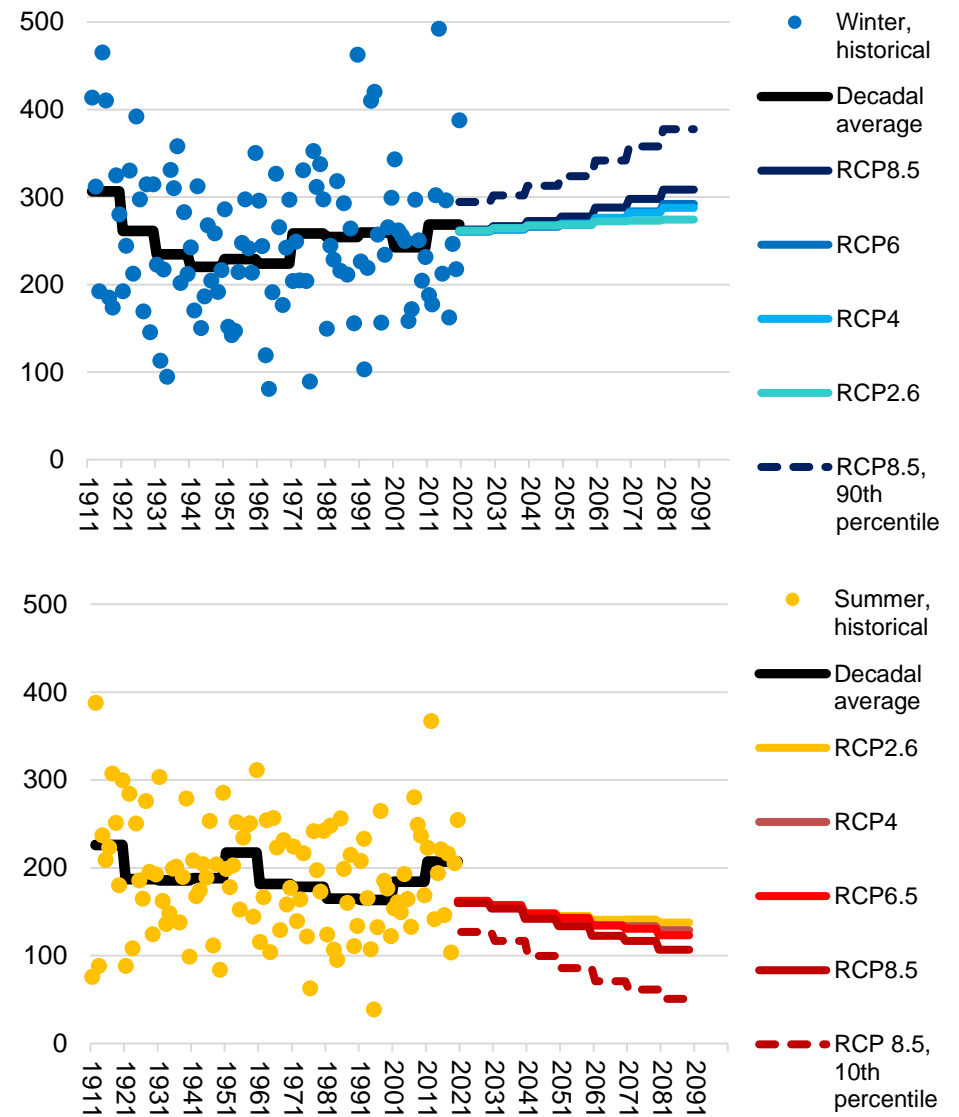 500
400
300
200
100
0
1911
1921
1931
1941
1951
1961
1971
1981
1991
2001
2011
2021
2031
2041
2051
2061
2071
2081
2091
Winter,
historical
Decadal
average
RCP8.5
RCP6
RCP4
RCP2.6
RCP8.5,
90th
percentile
500
400
300
200
100
0
1911
1921
1931
1941
1951
1961
1971
1981
1991
2001
2011
2021
2031
2041
2051
2061
2071
2081
2091
Summer,
historical
Decadal
average
RCP2.6
RCP4
RCP6.5
RCP8.5
RCP 8.5,
10th
percentile